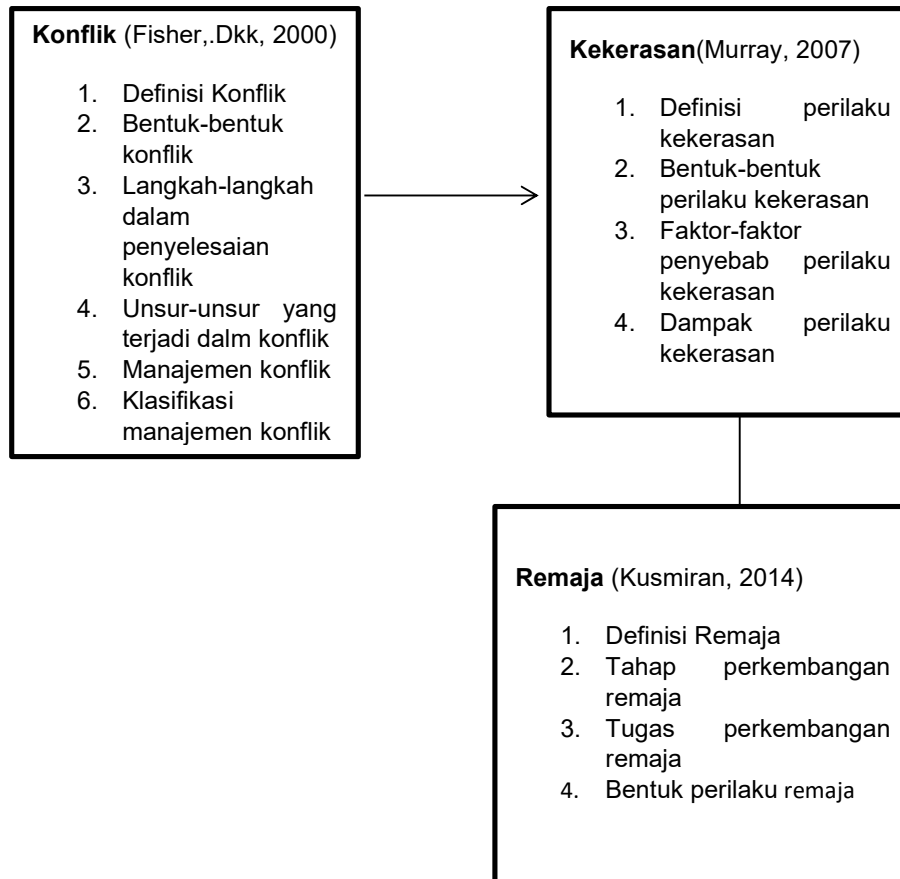 Konflik (Fisher,.Dkk, 2000)
1. Definisi Konflik
2. Bentuk-bentuk
konflik
3. Langkah-langkah
dalam
penyelesaian
konflik
4. Unsur-unsur yang
terjadi dalm konflik
5. Manajemen konflik
6. Klasifikasi
manajemen konflik
Kekerasan(Murray, 2007)
1. Definisi perilaku
kekerasan
2. Bentuk-bentuk
perilaku kekerasan
3. Faktor-faktor
penyebab perilaku
kekerasan
4. Dampak perilaku
kekerasan
Remaja (Kusmiran, 2014)
1. Definisi Remaja
2. Tahap perkembangan
remaja
3. Tugas perkembangan
remaja
4. Bentuk perilaku remaja